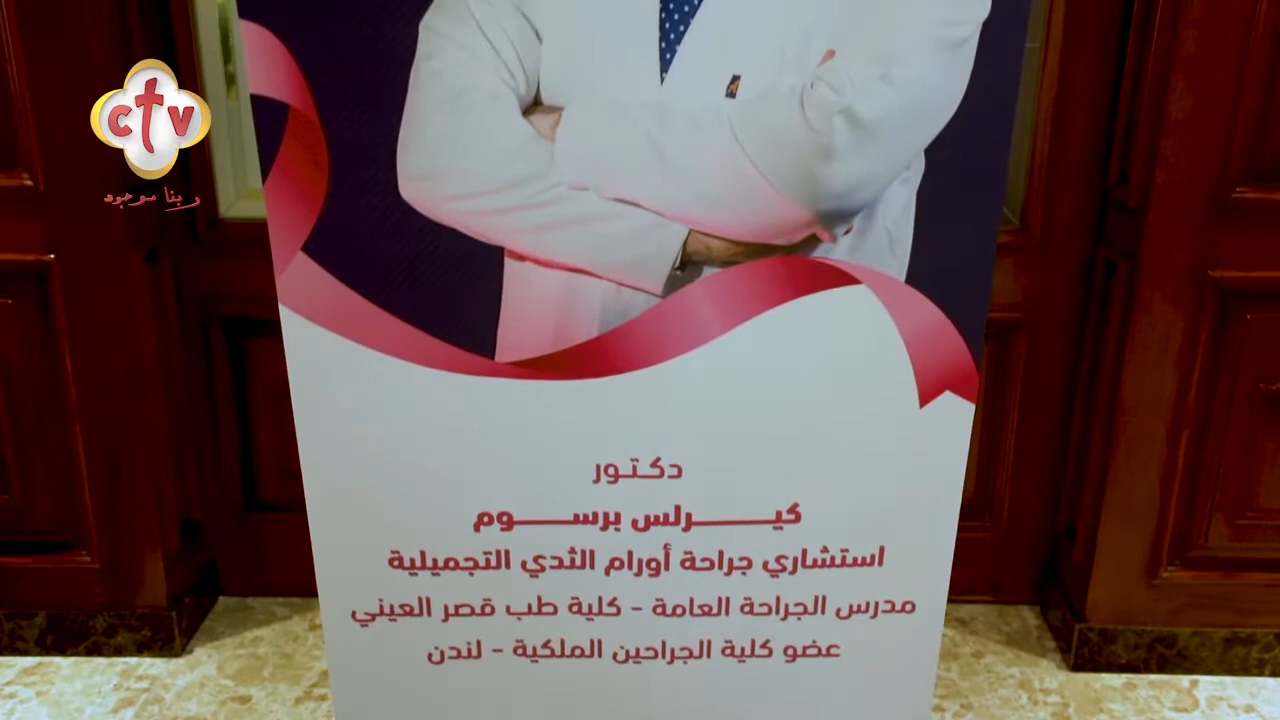 ctv
ربنا موجود
دكتور
كيرلس برسوم
استشاري جراحة أورام الثدي التجميلية
مدرس الجراحة العامة - كلية طب قصر العيني
عضو كلية الجراحين الملكية - لندن